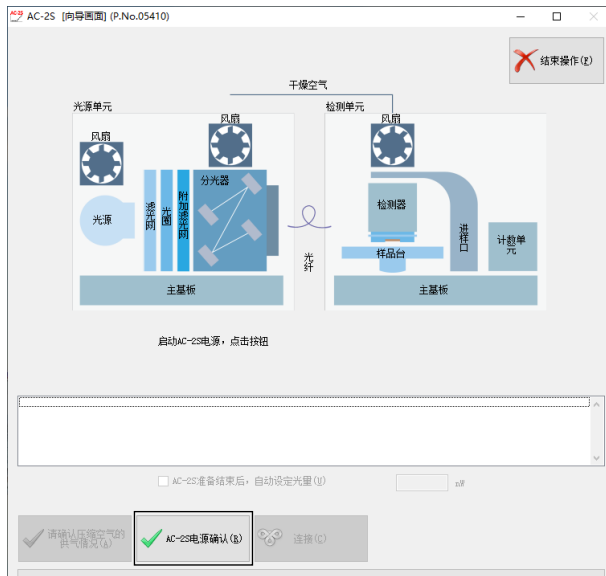 AC-2S [向导画面] (P.No.05410)
结束操作(E)
干燥空气
光源单元
检测单元
风扇
风扇
风扇
光源
滤光网
光圈
附加滤光网
分光器
光纤
检测器
样品台
进样口
计数单元
主基板
主基板
启动AC-2S电源，点击按钮
AC-2S准备结束后，自动设定光量(U)
nW
请确认压缩空气的
供气情况(A)
AC-2S电源确认(R)
连接(C)